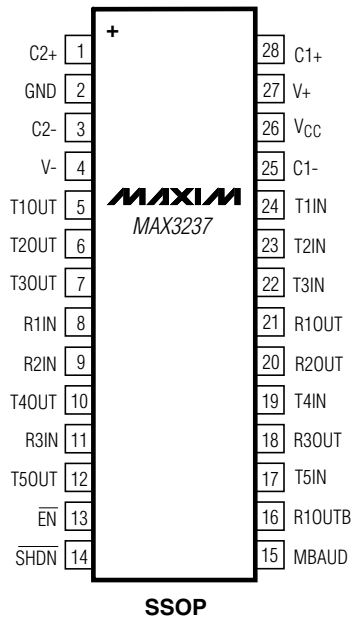 +
C2+ 1 28 C1+
GND 2 27 V+
C2- 3 26 VCC
V- 4 25 C1-
MAXIM
T1OUT 5 24 T1IN
MAX3237
T2OUT 6 23 T2IN
T3OUT 7 22 T3IN
R1IN 8 21 R1OUT
R2IN 9 20 R2OUT
T4OUT 10 19 T4IN
R3IN 11 18 R3OUT
T5OUT 12 17 T5IN
EN 13 16 R1OUTB
SHDN 14 15 MBAUD
SSOP